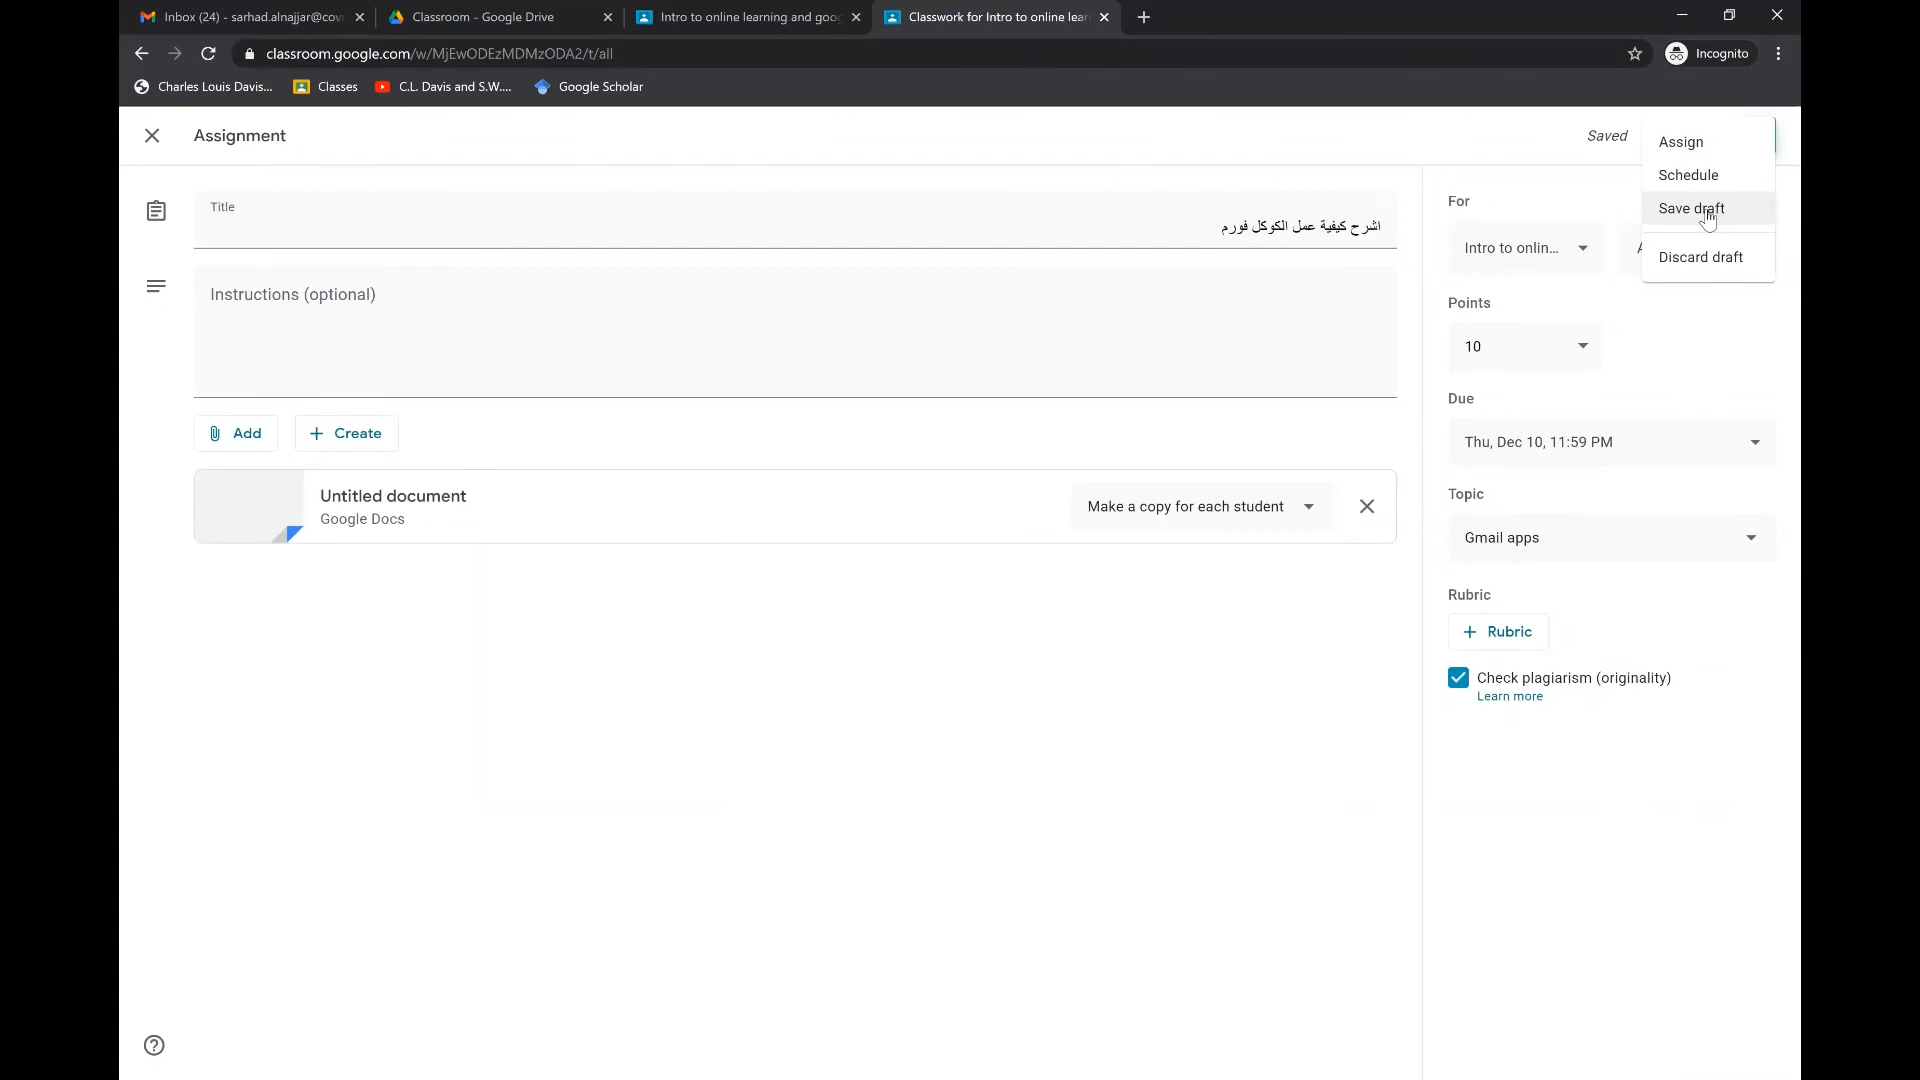 Inbox (24) - sarhad.alnajjar@cov
Classroom - Google Drive
Intro to online learning and goog
Classwork for Intro to online lear
classroom.google.com/w/MjEwODEzMDMzODA2/t/all
Incognito
Charles Louis Davis...
Classes
C.L. Davis and S.W....
Google Scholar
Assignment
Saved
Assign
Schedule
Save draft
Discard draft
Title
اشرح كيفية عمل الكوكل فورم
Instructions (optional)
Add
Create
Untitled document
Google Docs
Make a copy for each student
For
Intro to onlin...
Points
10
Due
Thu, Dec 10, 11:59 PM
Topic
Gmail apps
Rubric
Rubric
Check plagiarism (originality)
Learn more